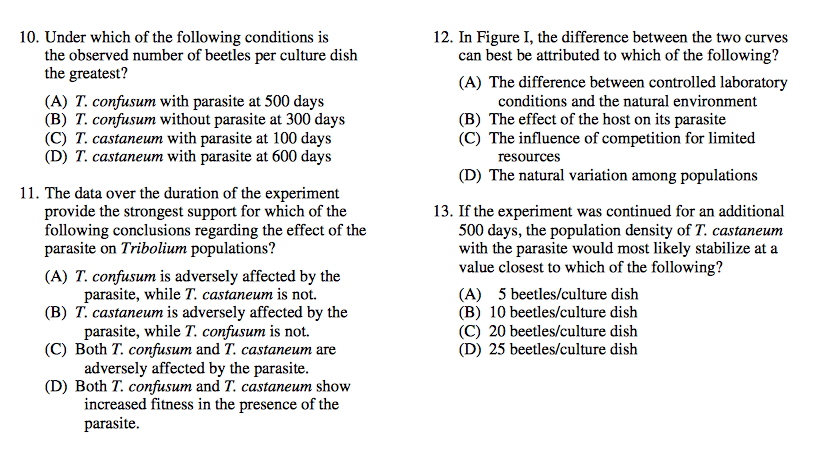 10. Under which of the following conditions is
the observed number of beetles per culture dish
the greatest?
(A) T. confusum with parasite at 500 days
(B) T. confusum without parasite at 300 days
(C) T. castaneum with parasite at 100 days
(D) T. castaneum with parasite at 600 days
11. The data over the duration of the experiment
provide the strongest support for which of the
following conclusions regarding the effect of the
parasite on Tribolium populations?
(A) T. confusum is adversely affected by the
parasite, while T. castaneum is not.
(B) T. castaneum is adversely affected by the
parasite, while T. confusum is not.
(C) Both T. confusum and T. castaneum are
adversely affected by the parasite.
(D) Both T. confusum and T. castaneum show
increased fitness in the presence of the
parasite.
12. In Figure I, the difference between the two curves
can best be attributed to which of the following?
(A) The difference between controlled laboratory
conditions and the natural environment
(B) The effect of the host on its parasite
(C) The influence of competition for limited
resources
(D) The natural variation among populations
13. If the experiment was continued for an additional
500 days, the population density of T. castaneum
with the parasite would most likely stabilize at a
value closest to which of the following?
(A) 5 beetles/culture dish
(B) 10 beetles/culture dish
(C) 20 beetles/culture dish
(D) 25 beetles/culture dish